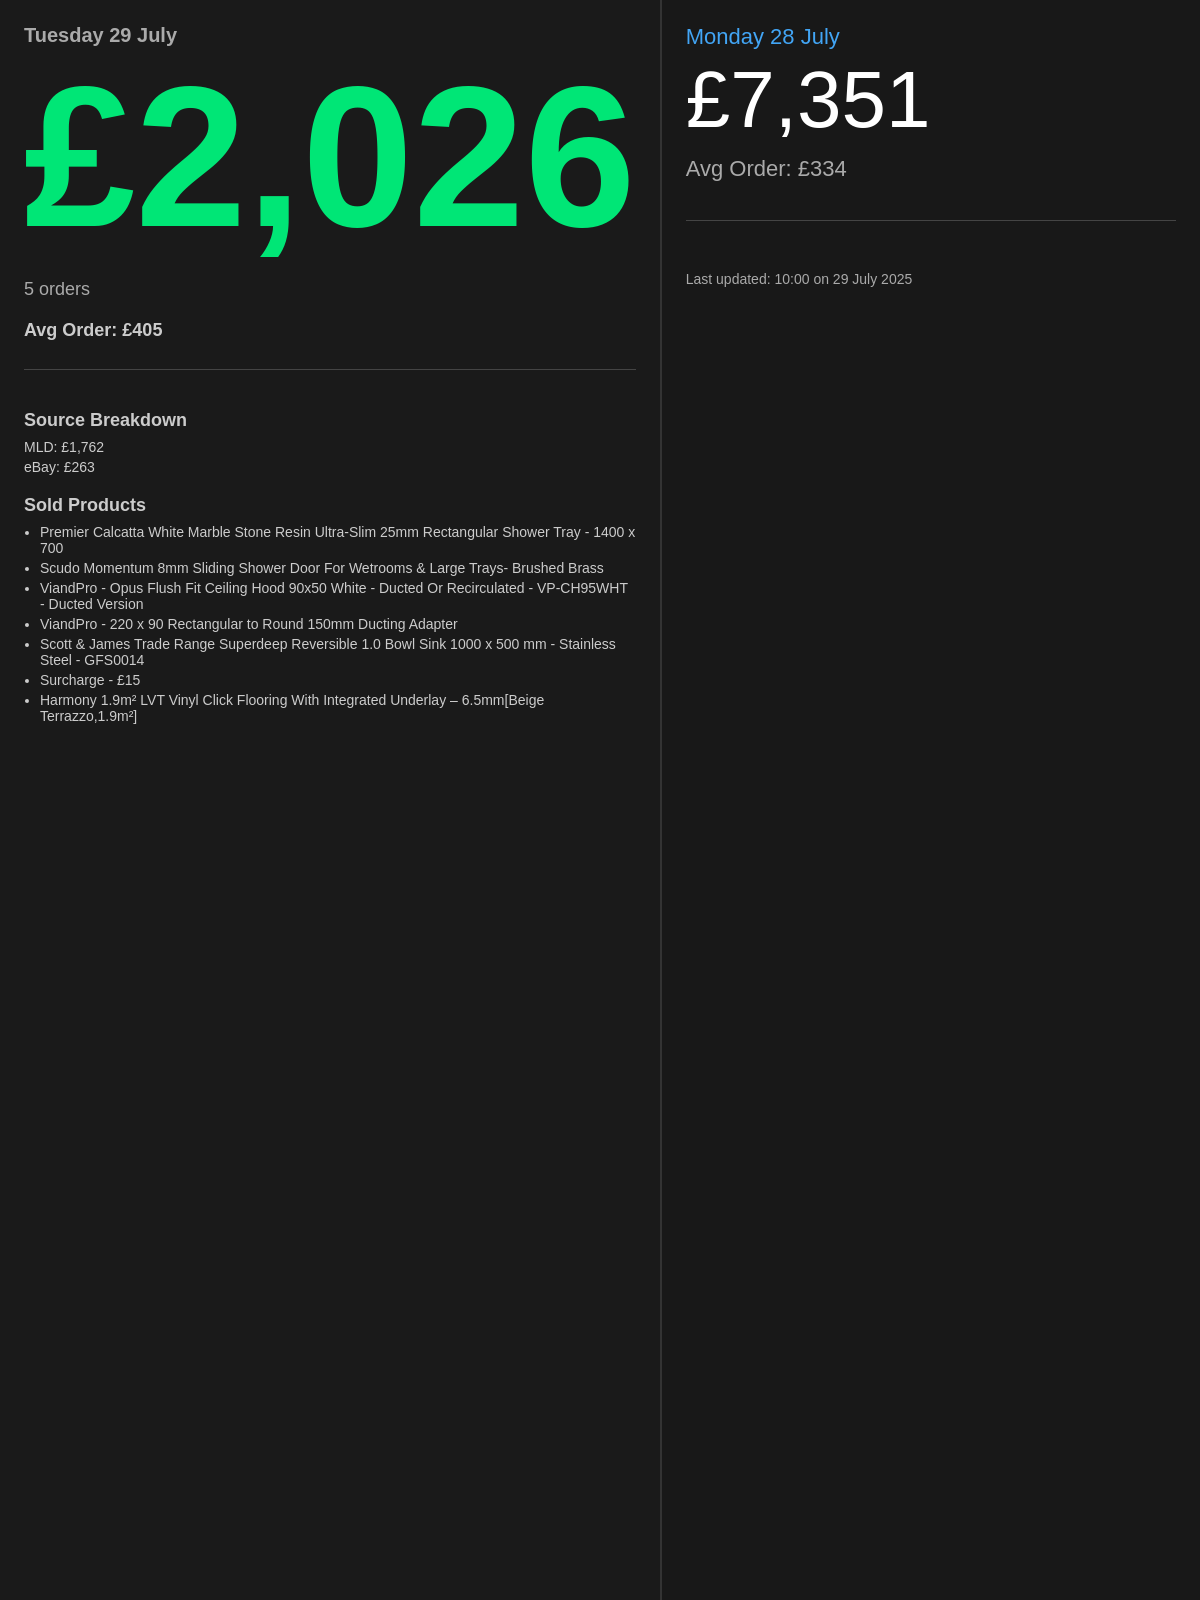 Tuesday 29 July
£2,026
5 orders
Avg Order: £405
Source Breakdown
MLD: £1,762
eBay: £263
Sold Products
• Premier Calcatta White Marble Stone Resin Ultra-Slim 25mm Rectangular Shower Tray - 1400 x
700
• Scudo Momentum 8mm Sliding Shower Door For Wetrooms & Large Trays- Brushed Brass
• ViandPro - Opus Flush Fit Ceiling Hood 90x50 White - Ducted Or Recirculated - VP-CH95WHT
- Ducted Version
• ViandPro - 220 x 90 Rectangular to Round 150mm Ducting Adapter
• Scott & James Trade Range Superdeep Reversible 1.0 Bowl Sink 1000 x 500 mm - Stainless
Steel - GFS0014
• Surcharge - £15
• Harmony 1.9m² LVT Vinyl Click Flooring With Integrated Underlay – 6.5mm[Beige
Terrazzo,1.9m²]
Monday 28 July
£7,351
Avg Order: £334
Last updated: 10:00 on 29 July 2025